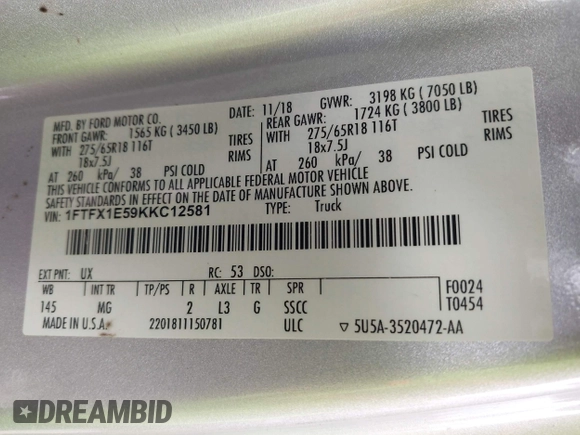 MFD. BY FORD MOTOR CO. DATE: 11/18 GVWR: 3198 KG ( 7050 LB)
FRONT GAWR: 1565 KG ( 3450 LB) REAR GAWR: 1724 KG ( 3800 LB)
WITH 275/65R18 116T TIRES WITH 275/65R18 116T TIRES
18x7.5J RIMS 18x7.5J RIMS
AT 260 kPa/ 38 PSI COLD AT 260 kPa/ 38 PSI COLD
THIS VEHICLE CONFORMS TO ALL APPLICABLE FEDERAL MOTOR VEHICLE
SAFETY STANDARDS IN EFFECT ON THE DATE OF MANUFACTURE SHOWN ABOVE.
VIN: 1FTFX1E59KKC12581 TYPE: Truck
EXT PNT: UX RC: 53 DSO:
WB INT TR TP/PS R AXLE TR SPR F0024
145 MG 2 L3 G SSCC T0454
MADE IN U.S.A. 2201811150781 ULC ▽ 5U5A-3520472-AA
DREAMBID